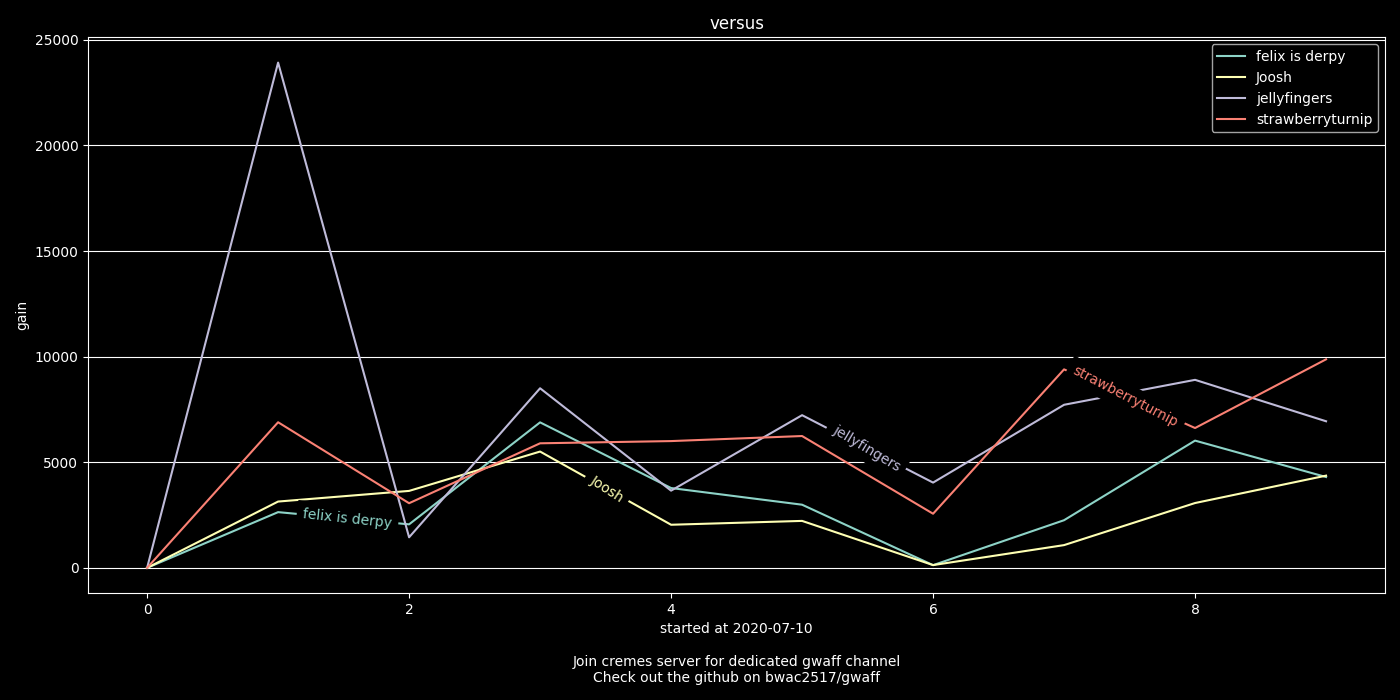 versus
25000
20000
15000
10000
5000
0
gain
felix is derpy
Joosh
jellyfingers
strawberryturnip
felix is derpy
Joosh
jellyfingers
strawberryturnip
0 2 4 6 8
started at 2020-07-10
Join cremes server for dedicated gwaff channel
Check out the github on bwac2517/gwaff